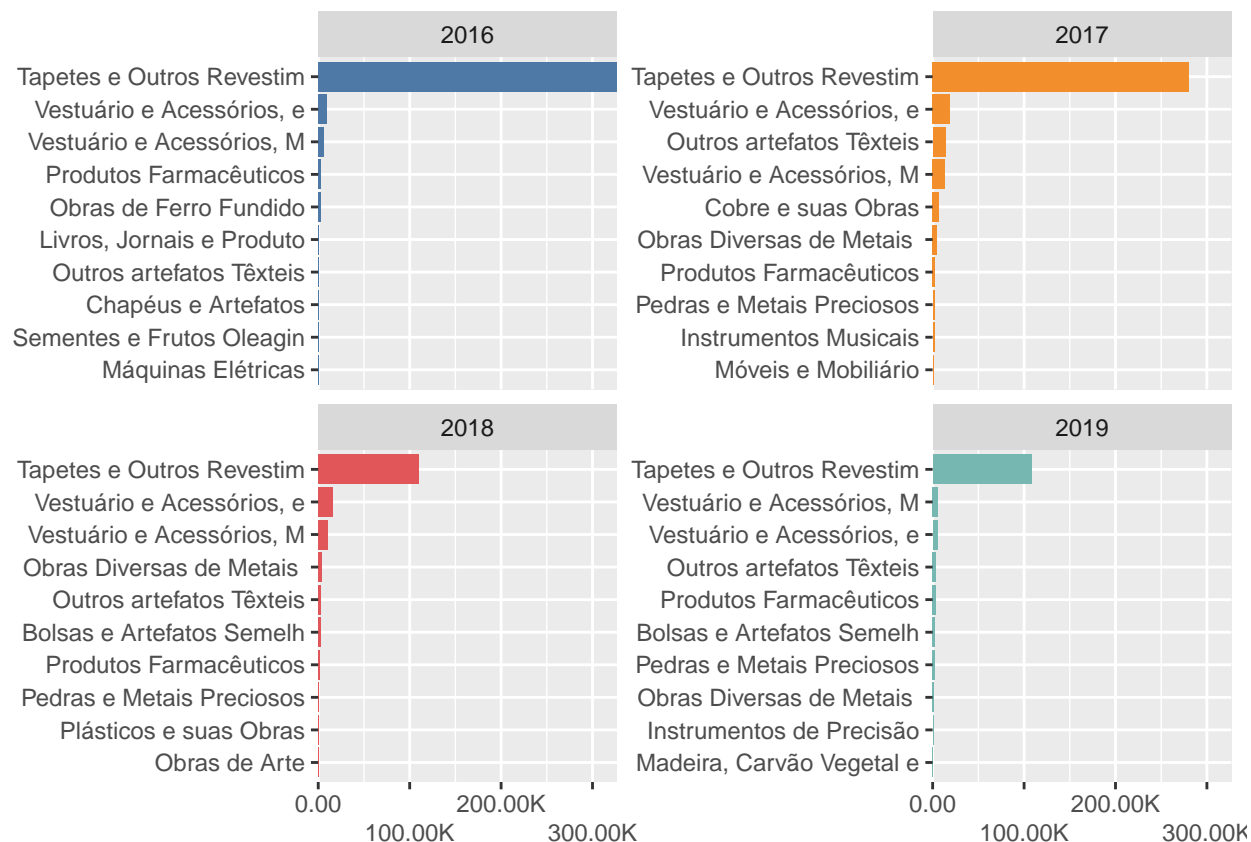 2016
Tapetes e Outros Revestim
Vestuário e Acessórios, e
Vestuário e Acessórios, M
Produtos Farmacêuticos
Obras de Ferro Fundido
Livros, Jornais e Produto
Outros artefatos Têxteis
Chapéus e Artefatos
Sementes e Frutos Oleagin
Máquinas Elétricas
2017
Tapetes e Outros Revestim
Vestuário e Acessórios, e
Outros artefatos Têxteis
Vestuário e Acessórios, M
Cobre e suas Obras
Obras Diversas de Metais
Produtos Farmacêuticos
Pedras e Metais Preciosos
Instrumentos Musicais
Móveis e Mobiliário
2018
Tapetes e Outros Revestim
Vestuário e Acessórios, e
Vestuário e Acessórios, M
Obras Diversas de Metais
Outros artefatos Têxteis
Bolsas e Artefatos Semelh
Produtos Farmacêuticos
Pedras e Metais Preciosos
Plásticos e suas Obras
Obras de Arte
0.00 200.00K
100.00K 300.00K
2019
Tapetes e Outros Revestim
Vestuário e Acessórios, M
Vestuário e Acessórios, e
Outros artefatos Têxteis
Produtos Farmacêuticos
Bolsas e Artefatos Semelh
Pedras e Metais Preciosos
Obras Diversas de Metais
Instrumentos de Precisão
Madeira, Carvão Vegetal e
0.00 200.00K
100.00K 300.00K